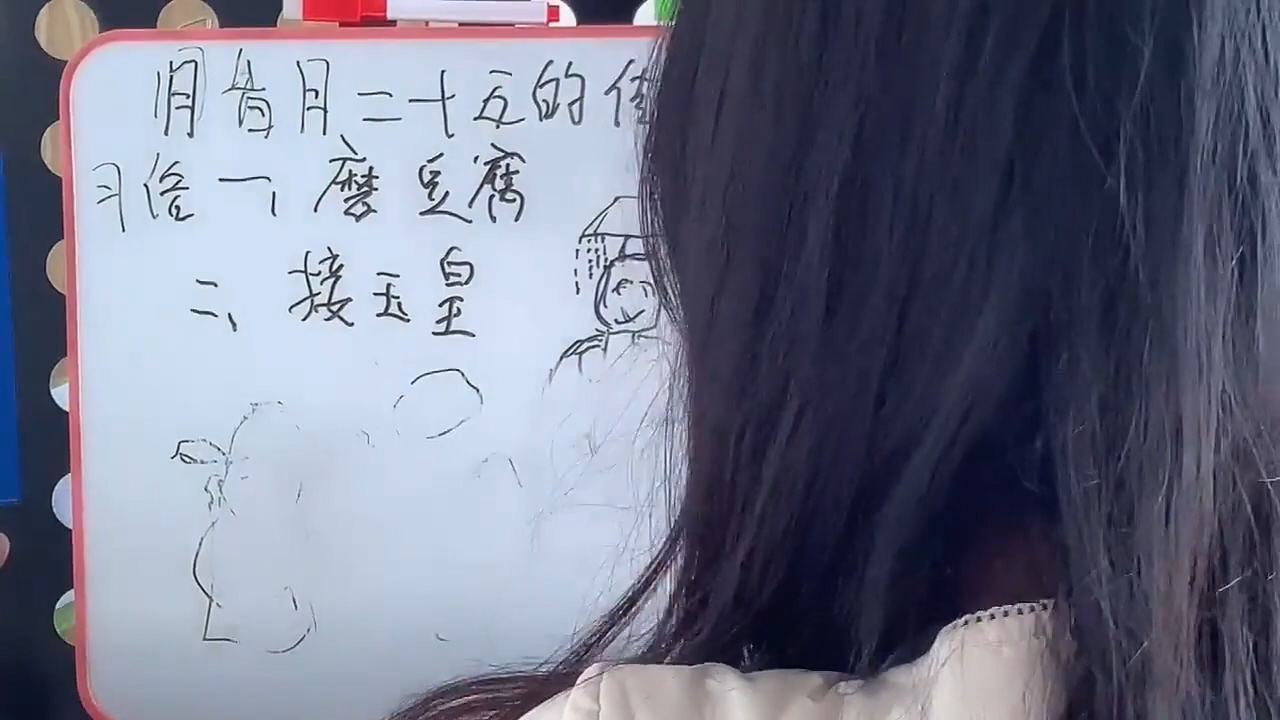 腊月二十五的
习俗 一、磨豆腐
二、接玉皇